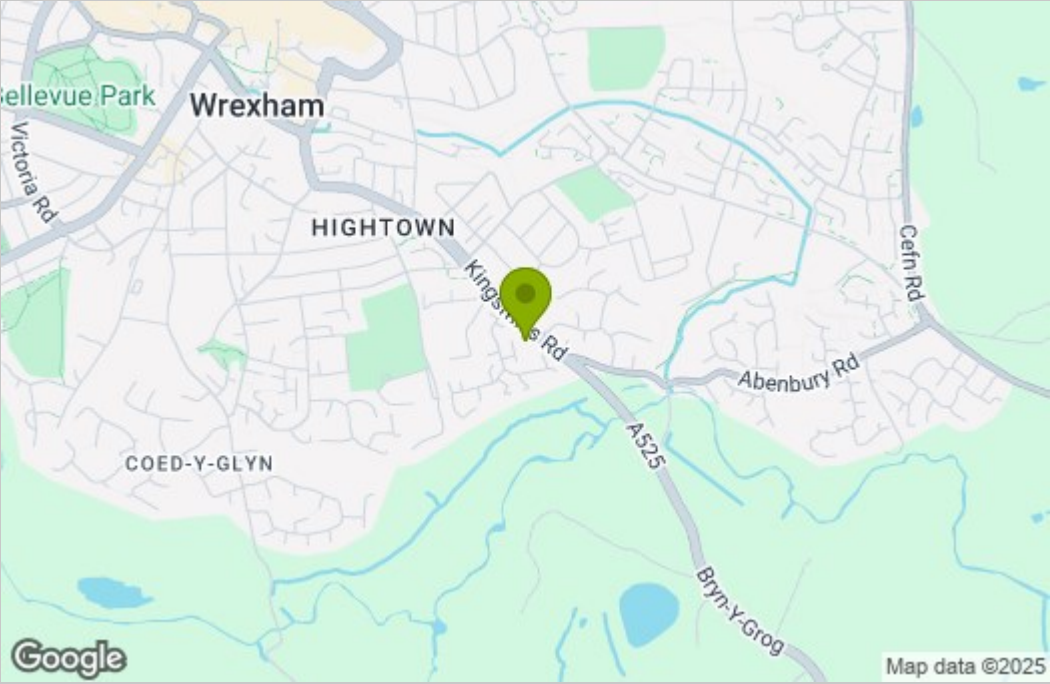 Bellevue Park
Wrexham
Victoria Rd
HIGHTOWN
Cefn Rd
Rd
Abenbury Rd
A525
COED-Y-GLYN
Bryn-Y-Grog
Google
Map data ©2025